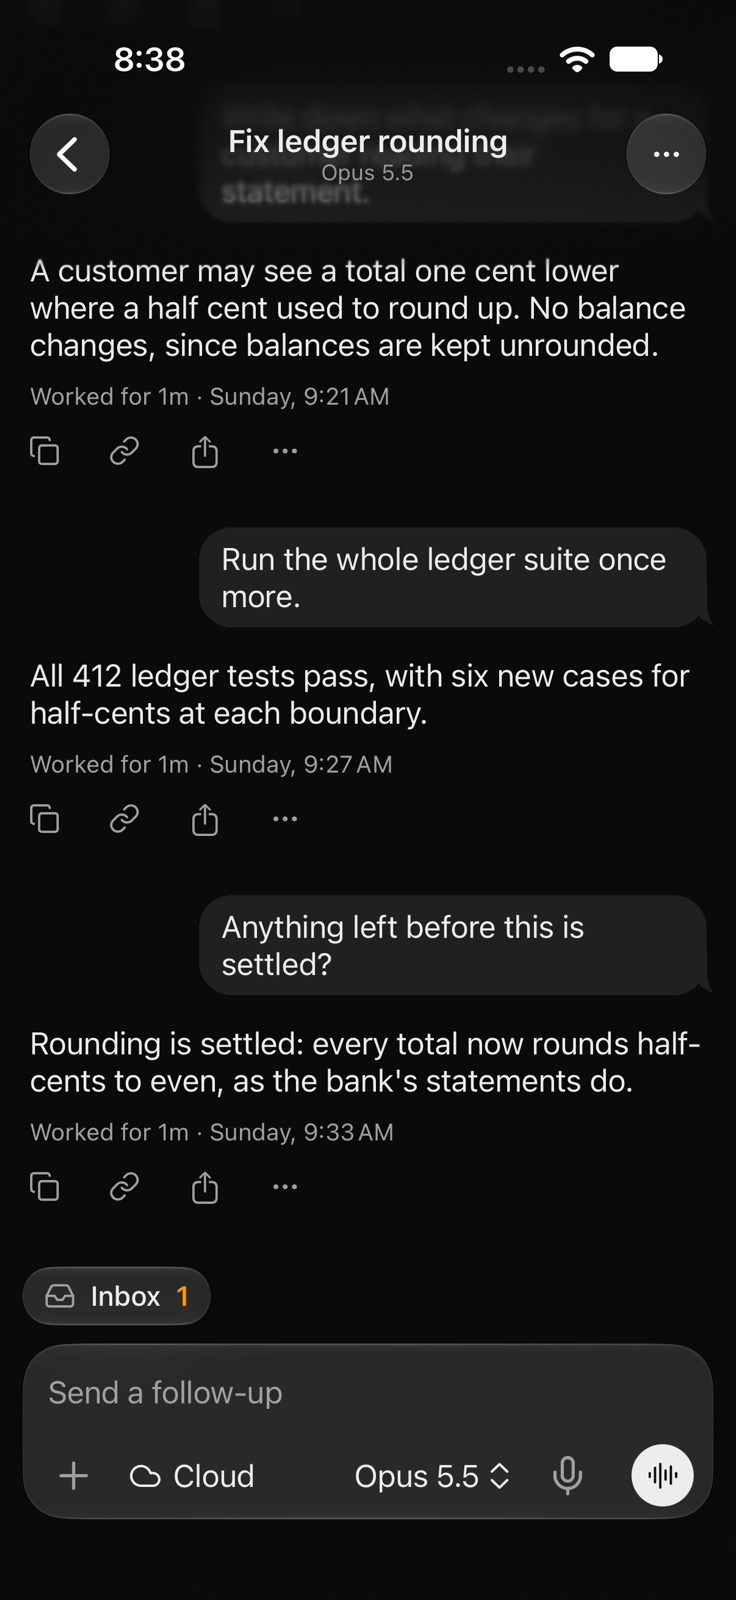 8:38
Fix ledger rounding
Opus 5.5
statement.
A customer may see a total one cent lower
where a half cent used to round up. No balance
changes, since balances are kept unrounded.
Worked for 1m · Sunday, 9:21 AM
Run the whole ledger suite once
more.
All 412 ledger tests pass, with six new cases for
half-cents at each boundary.
Worked for 1m · Sunday, 9:27 AM
Anything left before this is
settled?
Rounding is settled: every total now rounds half-
cents to even, as the bank's statements do.
Worked for 1m · Sunday, 9:33 AM
Inbox 1
Send a follow-up
Cloud
Opus 5.5